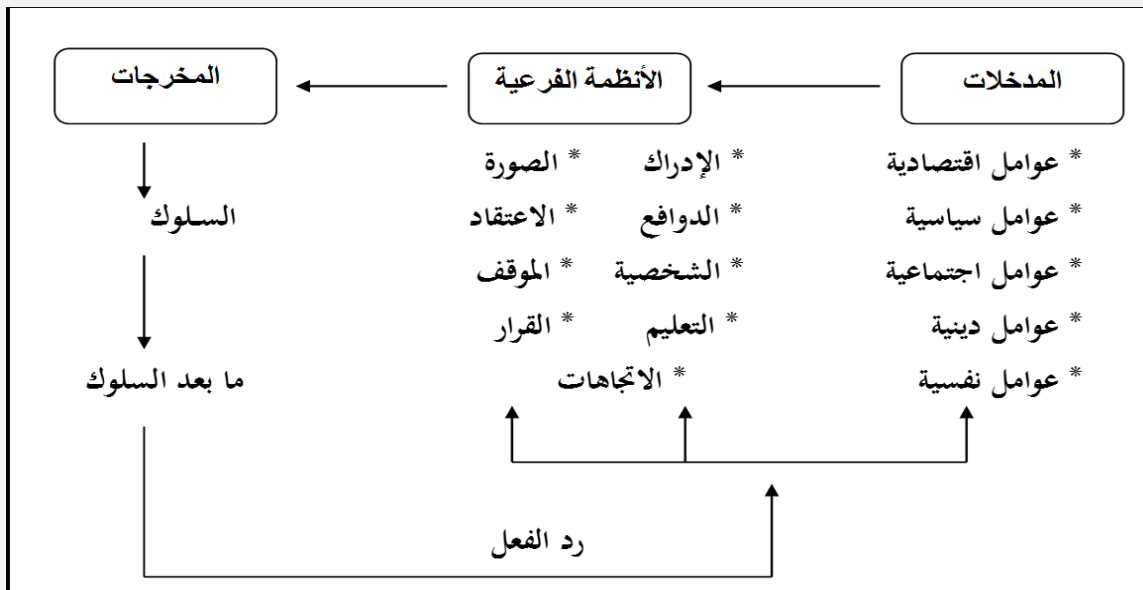 المدخلات
الأنظمة الفرعية
المخرجات
* عوامل اقتصادية
* الإدراك
* الصورة
* عوامل سياسية
* الدوافع
* الاعتقاد
السلوك
* عوامل اجتماعية
* الشخصية
* الموقف
* عوامل دينية
* التعليم
* القرار
* عوامل نفسية
* الاتجاهات
ما بعد السلوك
رد الفعل